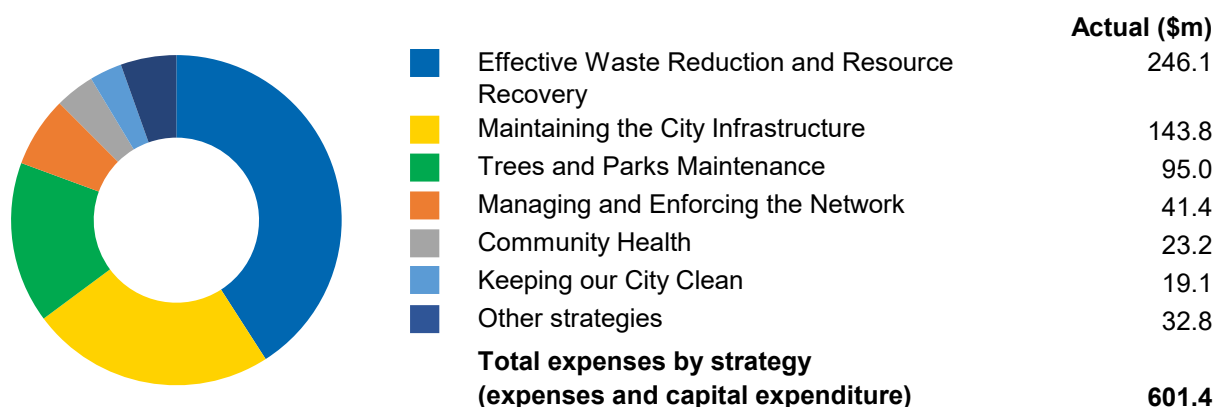 Actual ($m)
Effective Waste Reduction and Resource 246.1
Recovery
Maintaining the City Infrastructure 143.8
Trees and Parks Maintenance 95.0
Managing and Enforcing the Network 41.4
Community Health 23.2
Keeping our City Clean 19.1
Other strategies 32.8
Total expenses by strategy
(expenses and capital expenditure) 601.4